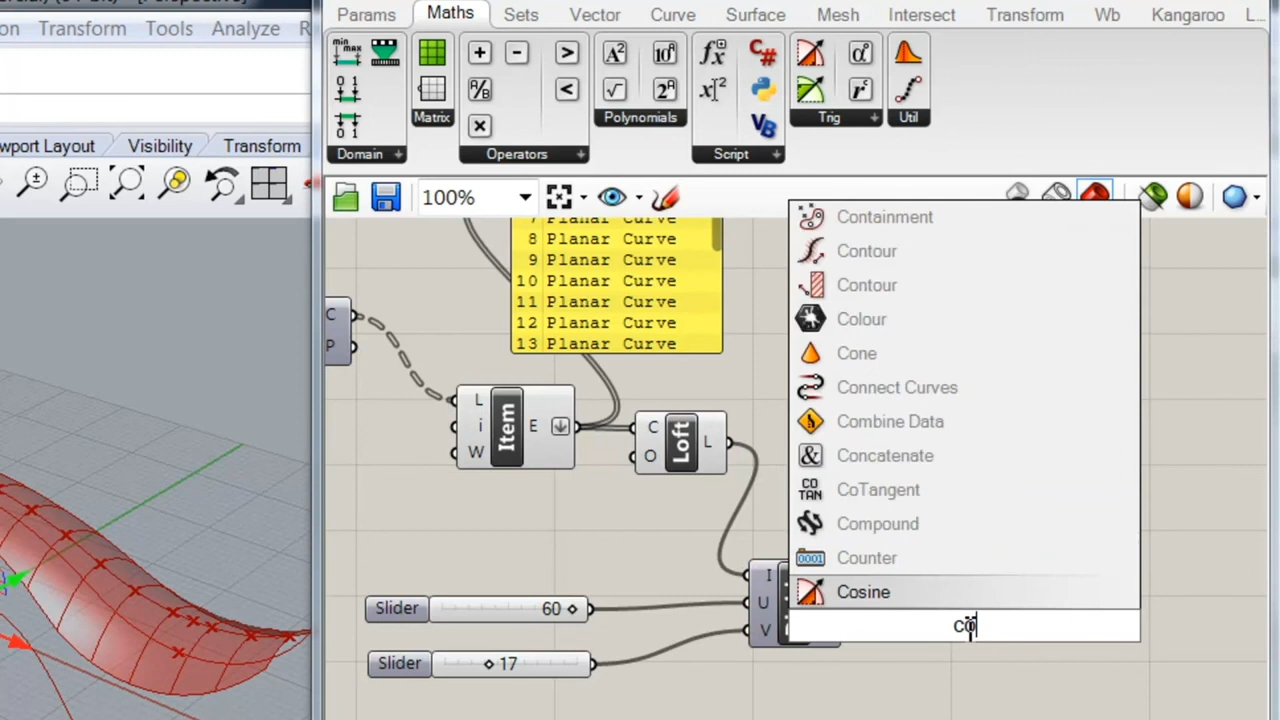 Transform Tools Analyze
wport Layout Visibility Transform
Params Maths Sets Vector Curve Surface Mesh Intersect Transform Wb Kangaroo L...
Domain Matrix Operators Polynomials Script Trig Util
100%
8 Planar Curve
9 Planar Curve
10 Planar Curve
11 Planar Curve
12 Planar Curve
13 Planar Curve
C
P
L
i
W
Item
E
C
O
Loft
L
I
U
V
Slider 60
Slider 17
Containment
Contour
Contour
Colour
Cone
Connect Curves
Combine Data
Concatenate
CO TAN CoTangent
Compound
0001 Counter
Cosine
co